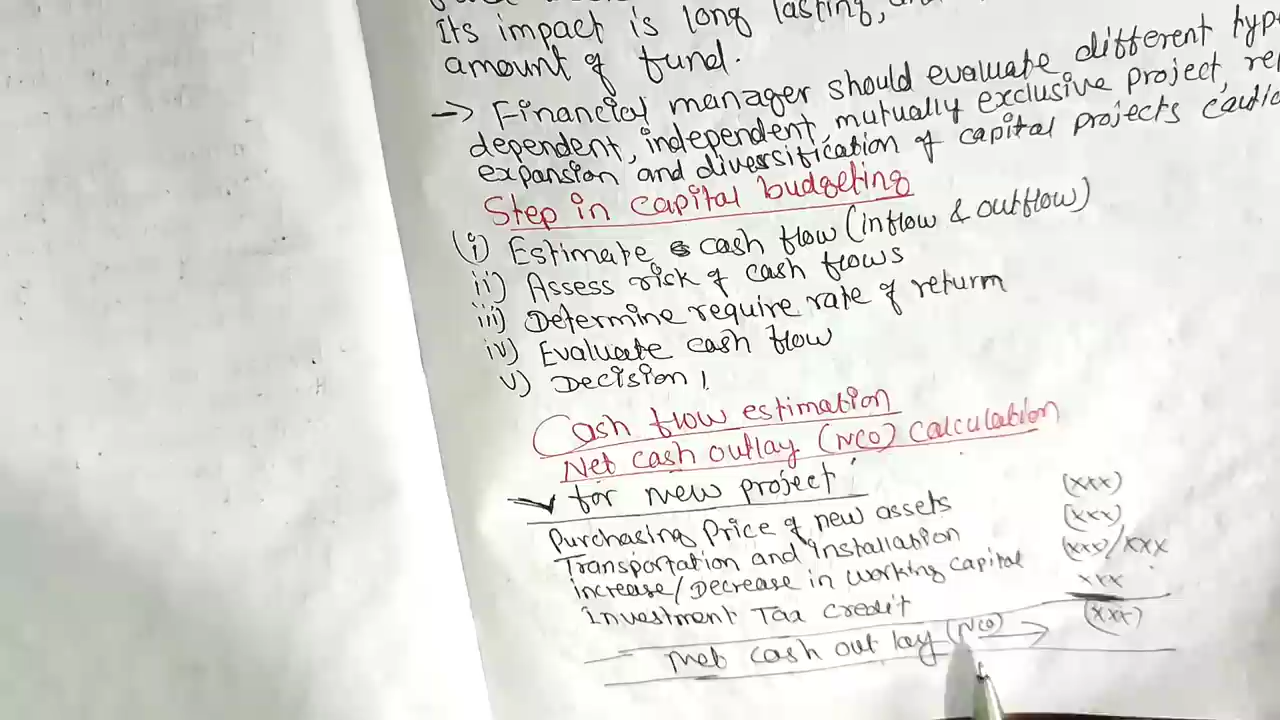 Its impact is long lasting,
amount of fund.
→ Financial manager should evaluate different
dependent, independent, mutually exclusive project,
expansion and diversification of capital projects
Step in capital budgeting
(i) Estimate cash flow (inflow & outflow)
ii) Assess risk of cash flows
iii) Determine require rate of return
iv) Evaluate cash flow
v) Decision
Cash flow estimation
Net cash outlay (NCO) calculation
for new project:
Purchasing Price of new assets (xxx)
Transportation and installation (xxx)
increase/Decrease in working capital (xxx)/xxx
Investment Tax credit xxx
Net cash out lay (NCO) → (xxx)